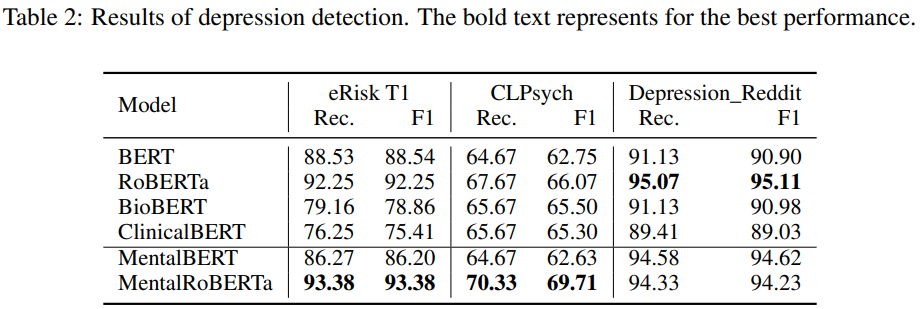 Table 2: Results of depression detection. The bold text represents for the best performance.
Model eRisk T1 CLPsych Depression_Reddit
Rec. F1 Rec. F1 Rec. F1
BERT 88.53 88.54 64.67 62.75 91.13 90.90
RoBERTa 92.25 92.25 67.67 66.07 95.07 95.11
BioBERT 79.16 78.86 65.67 65.50 91.13 90.98
ClinicalBERT 76.25 75.41 65.67 65.30 89.41 89.03
MentalBERT 86.27 86.20 64.67 62.63 94.58 94.62
MentalRoBERTa 93.38 93.38 70.33 69.71 94.33 94.23